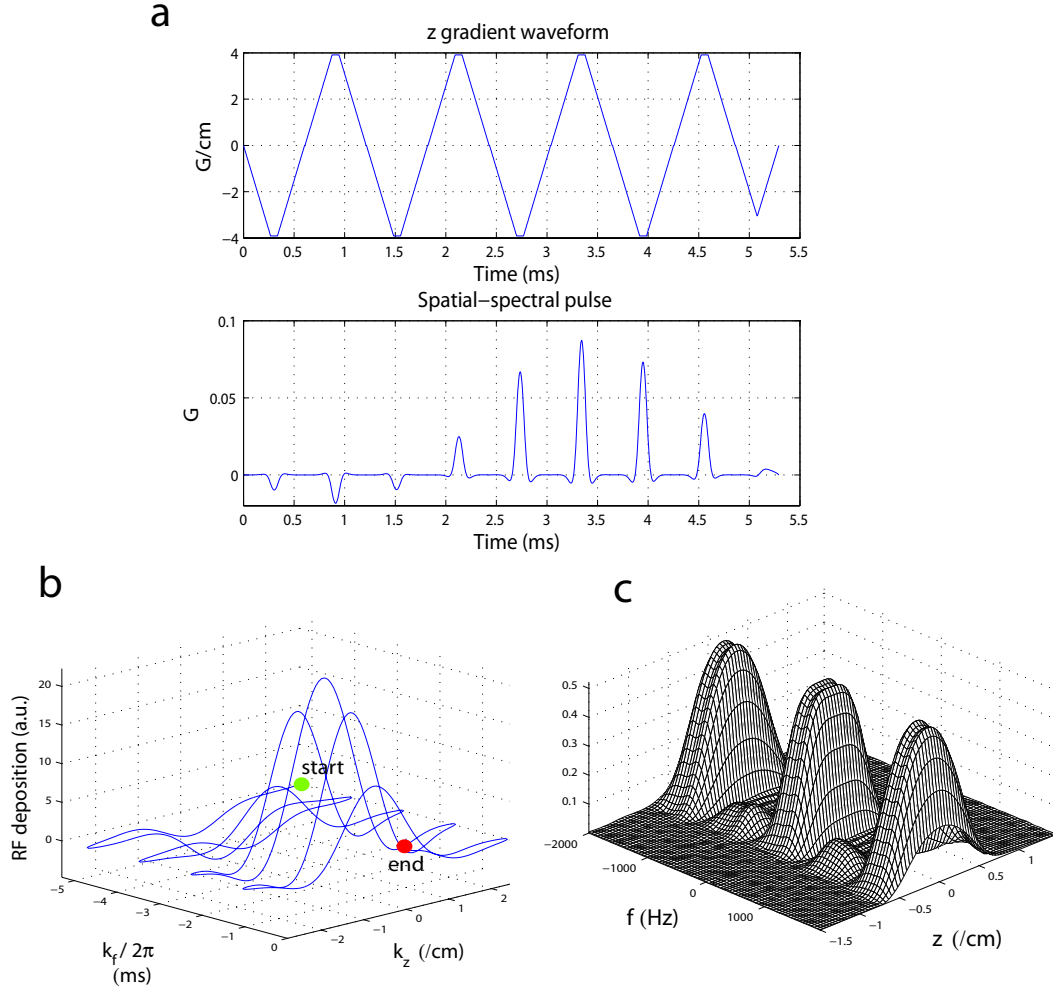 a
z gradient waveform
4
2
0
−2
−4
G/cm
0 0.5 1 1.5 2 2.5 3 3.5 4 4.5 5 5.5
Time (ms)
Spatial−spectral pulse
0.1
0.05
0
G
0 0.5 1 1.5 2 2.5 3 3.5 4 4.5 5 5.5
Time (ms)
b
20
15
10
5
0
RF deposition (a.u.)
start
end
−5 −4 −3 −2 −1 0
k_f / 2π
(ms)
−2 −1 0 1 2
k_z (/cm)
c
0.5
0.4
0.3
0.2
0.1
−2000 −1000 0 1000
f (Hz)
−1.5 −1 −0.5 0 0.5 1
z (/cm)